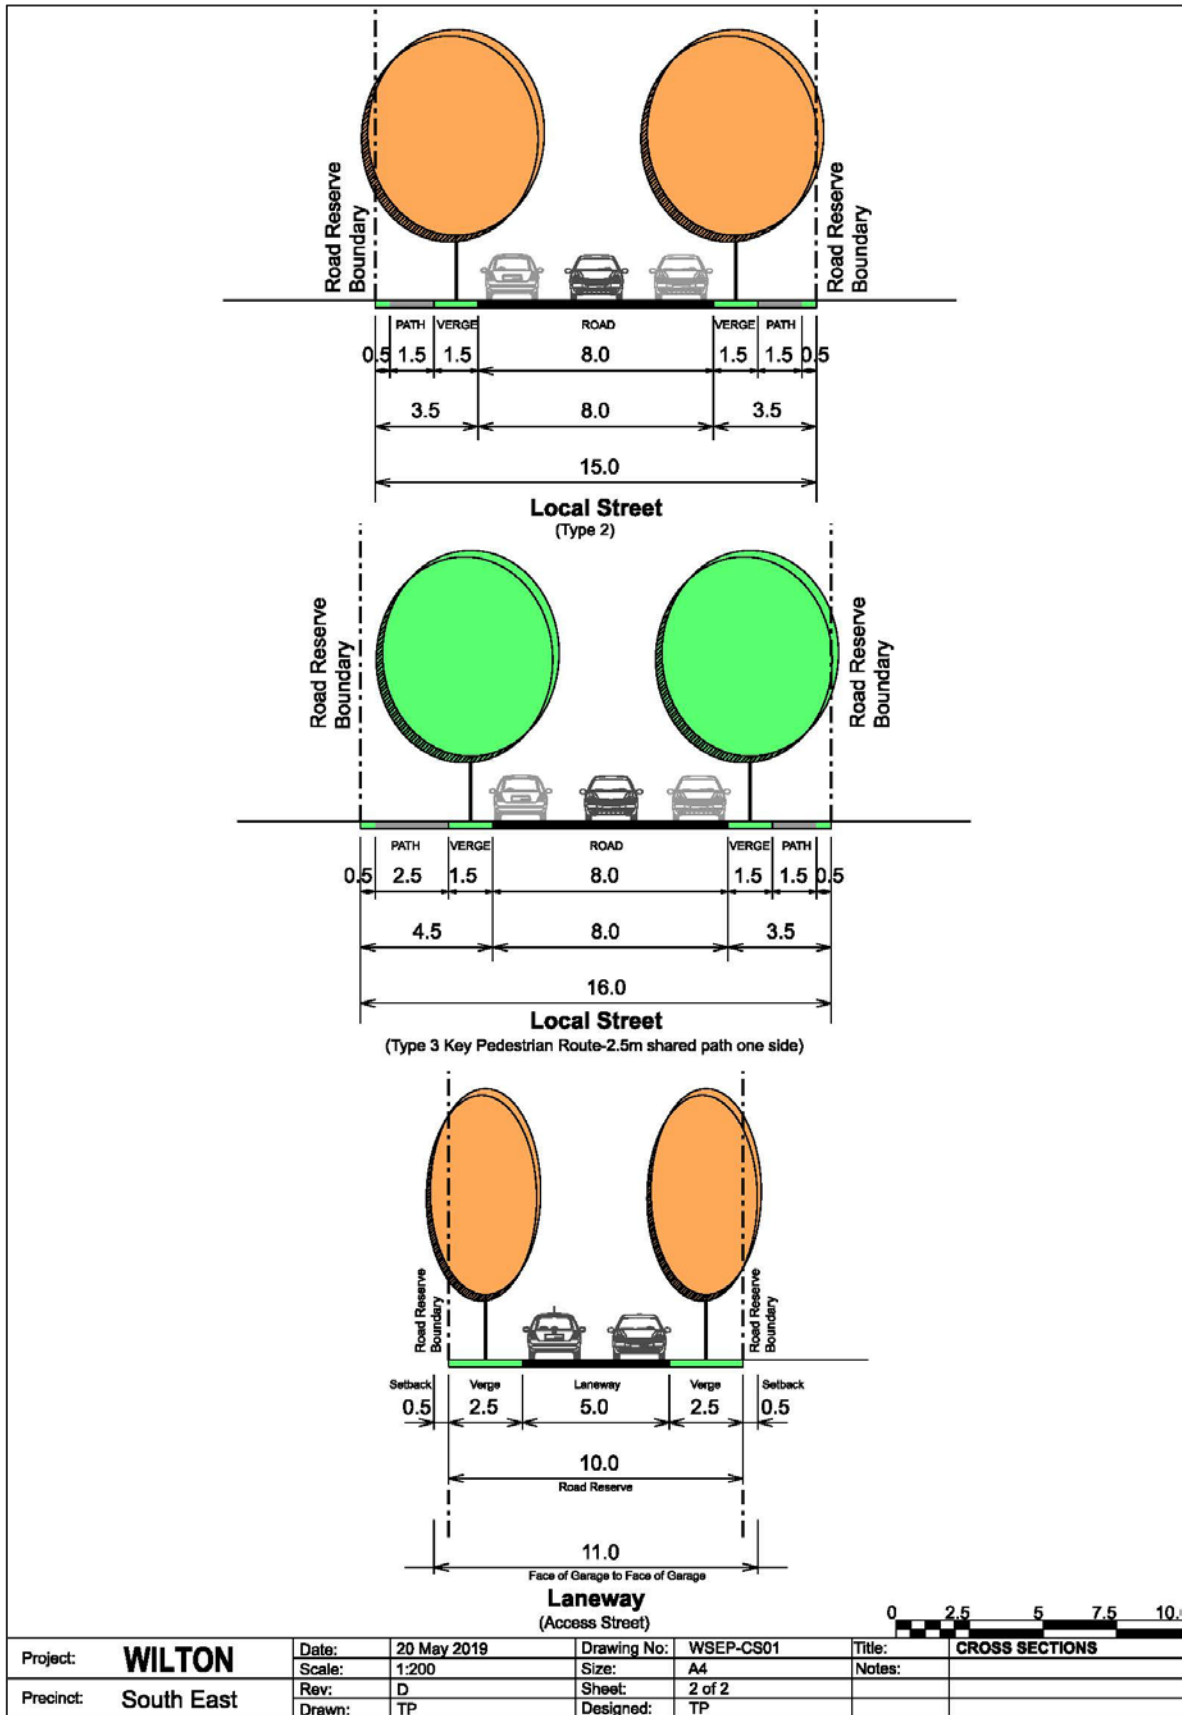 Road Reserve
Boundary
Road Reserve
Boundary
PATH VERGE ROAD VERGE PATH
0.5 1.5 1.5 8.0 1.5 1.5 0.5
3.5 8.0 3.5
15.0
Local Street
(Type 2)
Road Reserve
Boundary
Road Reserve
Boundary
PATH VERGE ROAD VERGE PATH
0.5 2.5 1.5 8.0 1.5 1.5 0.5
4.5 8.0 3.5
16.0
Local Street
(Type 3 Key Pedestrian Route-2.5m shared path one side)
Road Reserve
Boundary
Road Reserve
Boundary
Setback Verge Laneway Verge Setback
0.5 2.5 5.0 2.5 0.5
10.0
Road Reserve
11.0
Face of Garage to Face of Garage
Laneway
(Access Street)
0 2.5 5 7.5 10.
Project: WILTON
Precinct: South East
Date: 20 May 2019 Drawing No: WSEP-CS01 Title: CROSS SECTIONS
Scale: 1:200 Size: A4 Notes:
Rev: D Sheet: 2 of 2
Drawn: TP Designed: TP